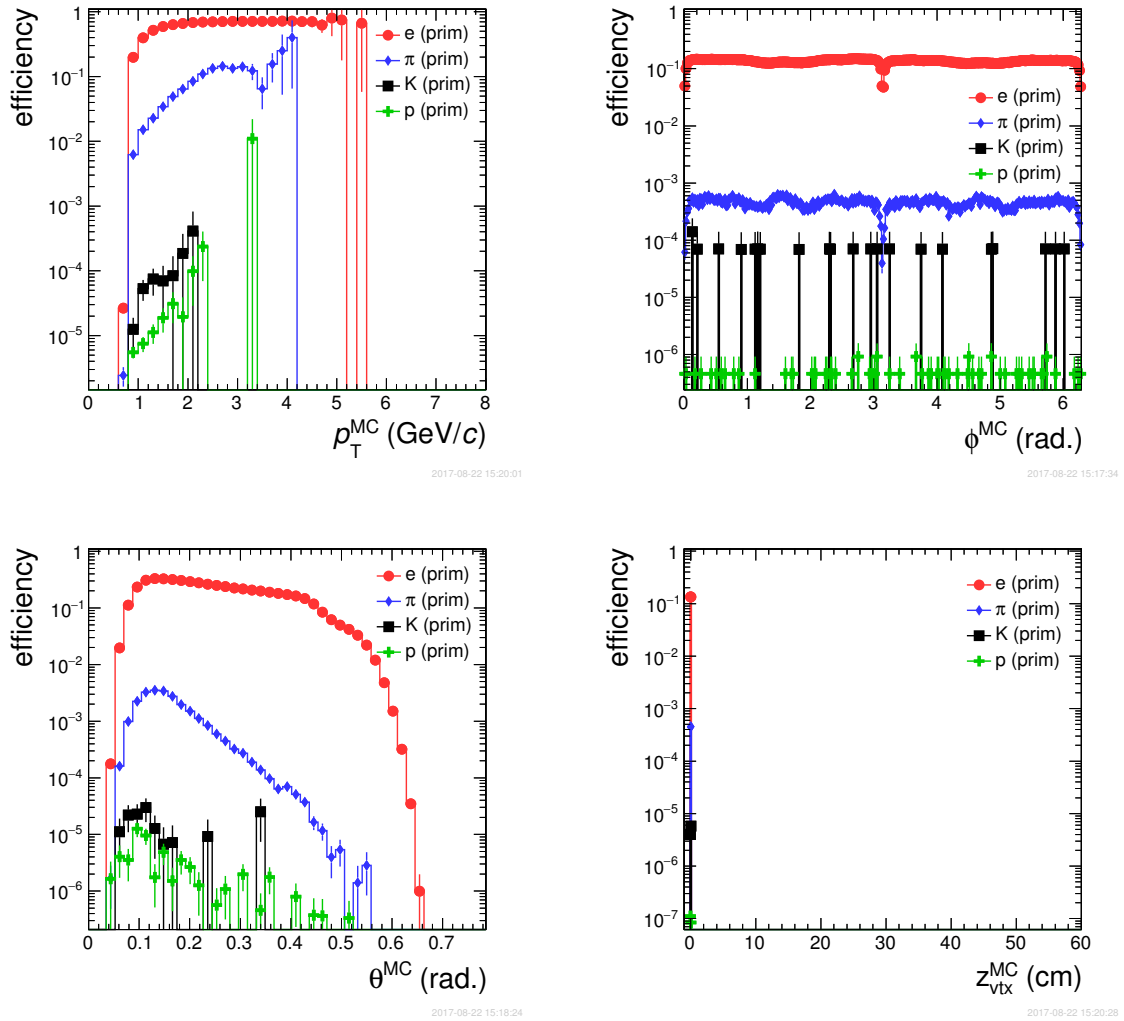 efficiency
1
10⁻¹
10⁻²
10⁻³
10⁻⁴
10⁻⁵
e (prim)
π (prim)
K (prim)
p (prim)
0 1 2 3 4 5 6 7 8
p_T^MC (GeV/c)
2017-08-22 15:20:01
efficiency
1
10⁻¹
10⁻²
10⁻³
10⁻⁴
10⁻⁵
10⁻⁶
e (prim)
π (prim)
K (prim)
p (prim)
0 1 2 3 4 5 6
ϕ^MC (rad.)
2017-08-22 15:17:34
efficiency
1
10⁻¹
10⁻²
10⁻³
10⁻⁴
10⁻⁵
10⁻⁶
e (prim)
π (prim)
K (prim)
p (prim)
0 0.1 0.2 0.3 0.4 0.5 0.6 0.7
θ^MC (rad.)
2017-08-22 15:18:24
efficiency
1
10⁻¹
10⁻²
10⁻³
10⁻⁴
10⁻⁵
10⁻⁶
10⁻⁷
e (prim)
π (prim)
K (prim)
p (prim)
0 10 20 30 40 50 60
z_vtx^MC (cm)
2017-08-22 15:20:28